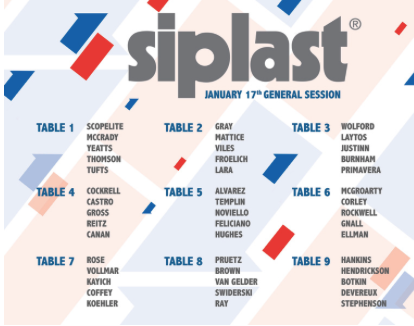 siplast®
JANUARY 17th GENERAL SESSION
TABLE 1
SCOPELITE
MCCRADY
YEATTS
THOMSON
TUFTS
TABLE 2
GRAY
MATTICE
VILES
FROELICH
LARA
TABLE 3
WOLFORD
LAYTOS
JUSTINN
BURNHAM
PRIMAVERA
TABLE 4
COCKRELL
CASTRO
GROSS
REITZ
CANAN
TABLE 5
ALVAREZ
TEMPLIN
NOVIELLO
FELICIANO
HUGHES
TABLE 6
MCGROARTY
CORLEY
ROCKWELL
GNALL
ELLMAN
TABLE 7
ROSE
VOLLMAR
KAYICH
COFFEY
KOEHLER
TABLE 8
PRUETZ
BROWN
VAN GELDER
SWIDERSKI
RAY
TABLE 9
HANKINS
HENDRICKSON
BOTKIN
DEVEREUX
STEPHENSON